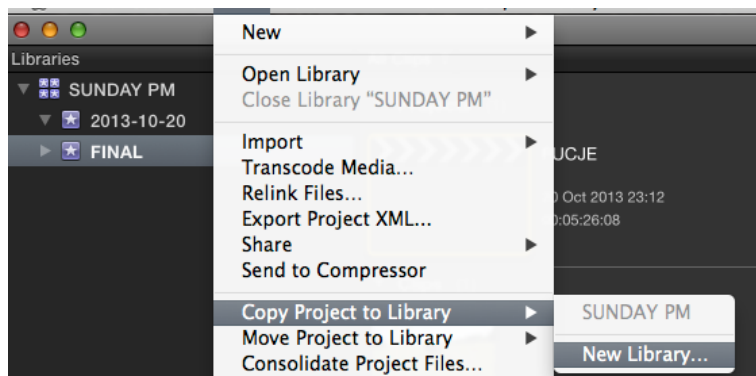 Libraries
SUNDAY PM
2013-10-20
FINAL
New
Open Library
Close Library “SUNDAY PM”
Import
Transcode Media...
Relink Files...
Export Project XML...
Share
Send to Compressor
Copy Project to Library
Move Project to Library
Consolidate Project Files...
UCJE
Oct 2013 23:12
:05:26:08
SUNDAY PM
New Library...